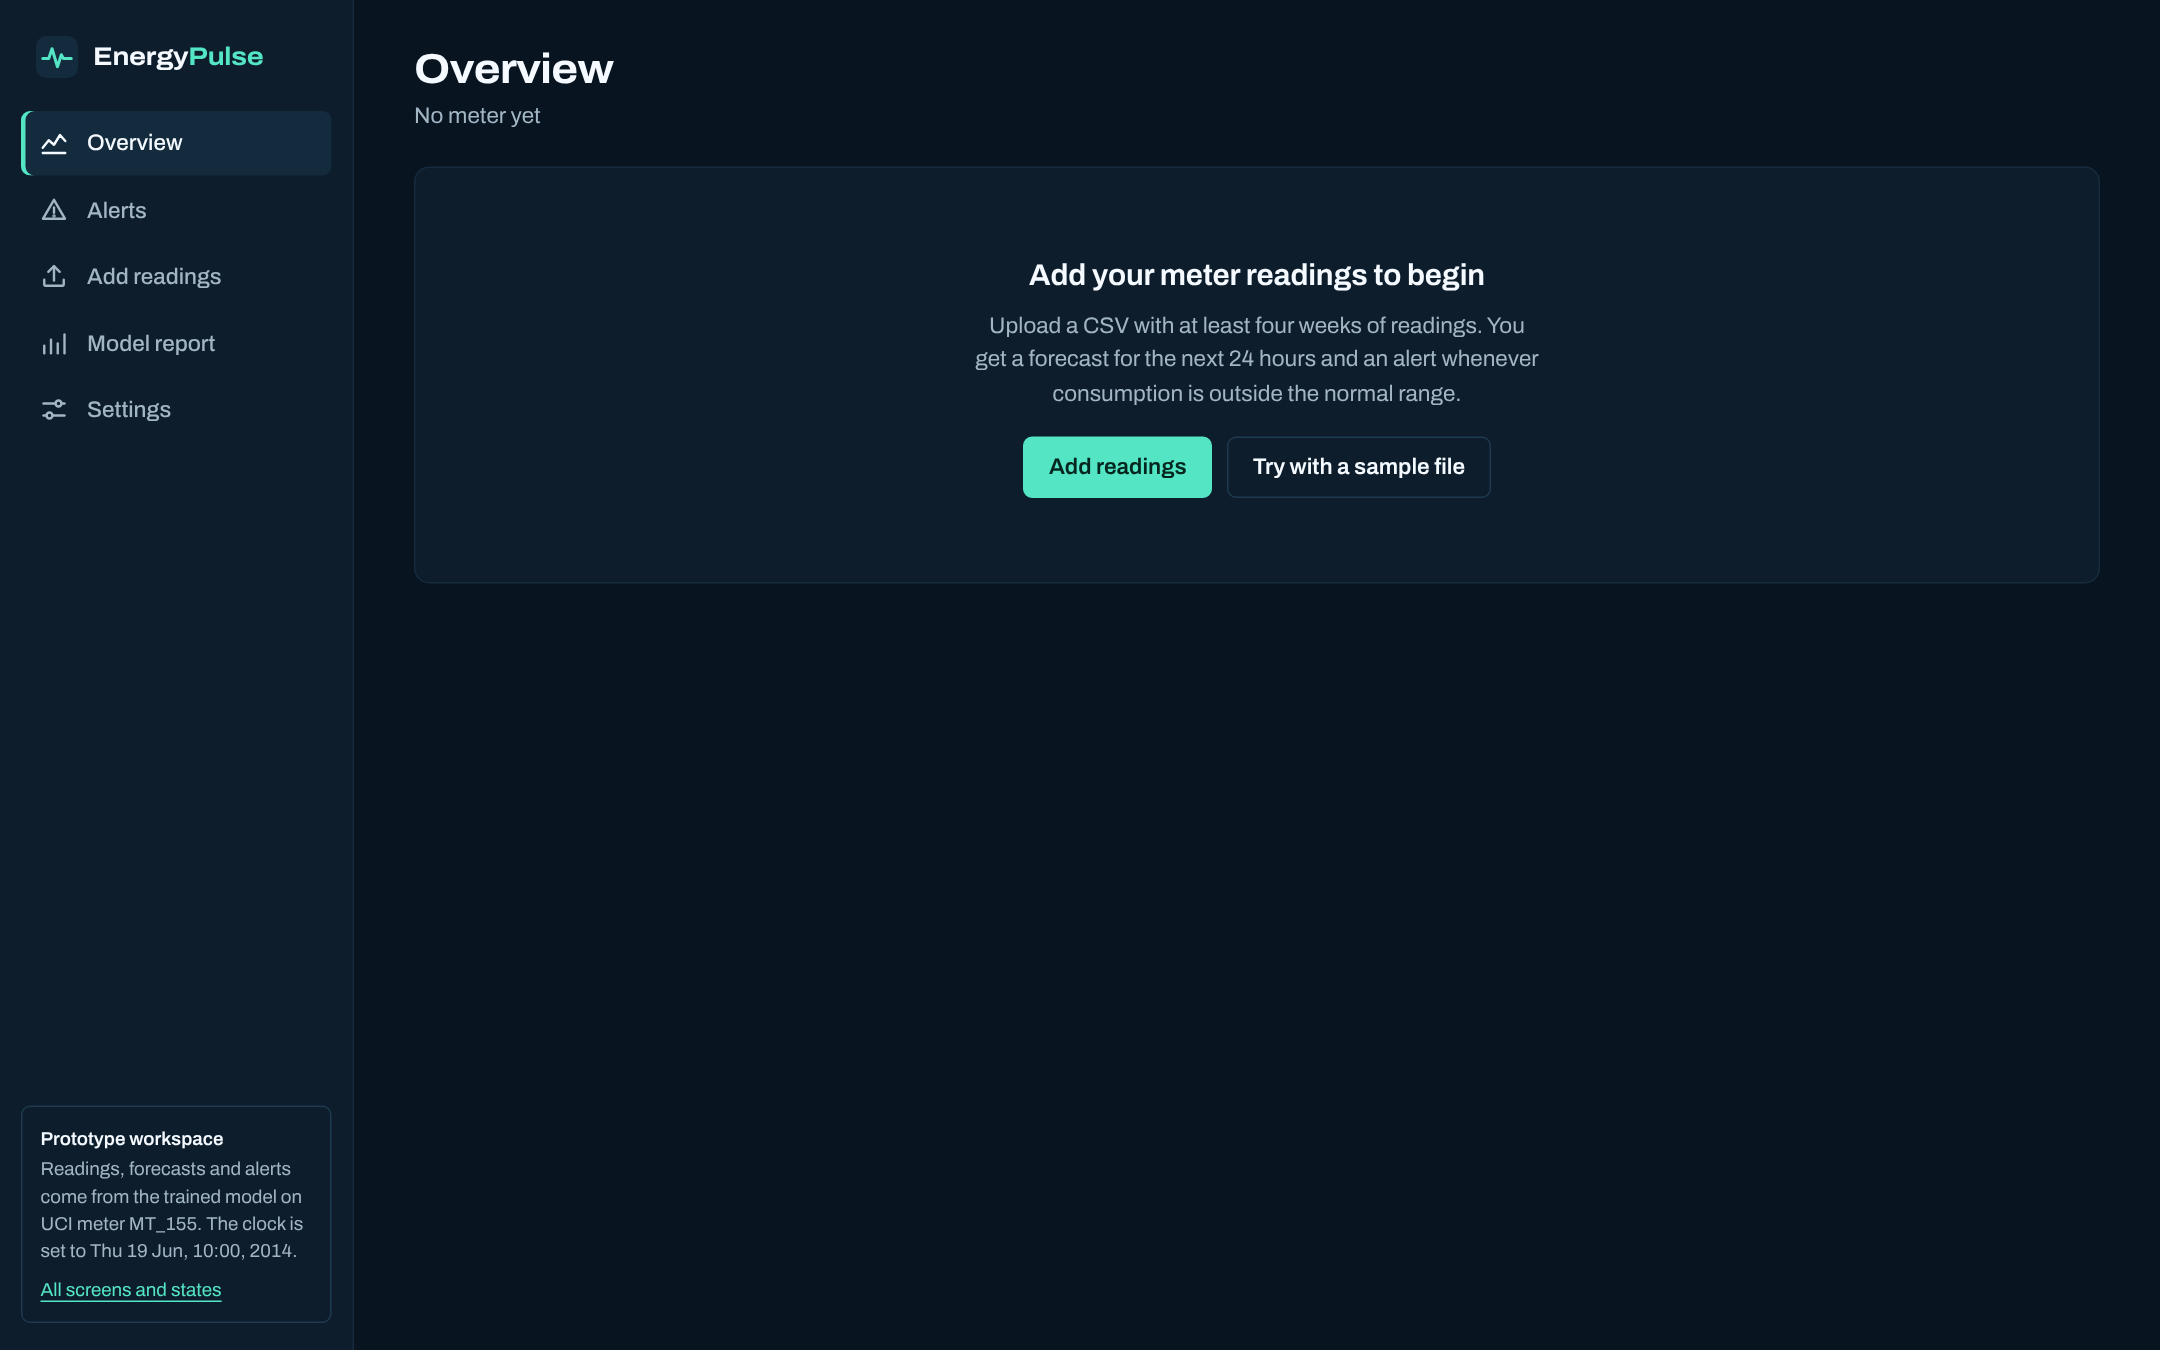 EnergyPulse
Overview
Alerts
Add readings
Model report
Settings
Prototype workspace
Readings, forecasts and alerts
come from the trained model on
UCI meter MT_155. The clock is
set to Thu 19 Jun, 10:00, 2014.
All screens and states
Overview
No meter yet
Add your meter readings to begin
Upload a CSV with at least four weeks of readings. You
get a forecast for the next 24 hours and an alert whenever
consumption is outside the normal range.
Add readings
Try with a sample file